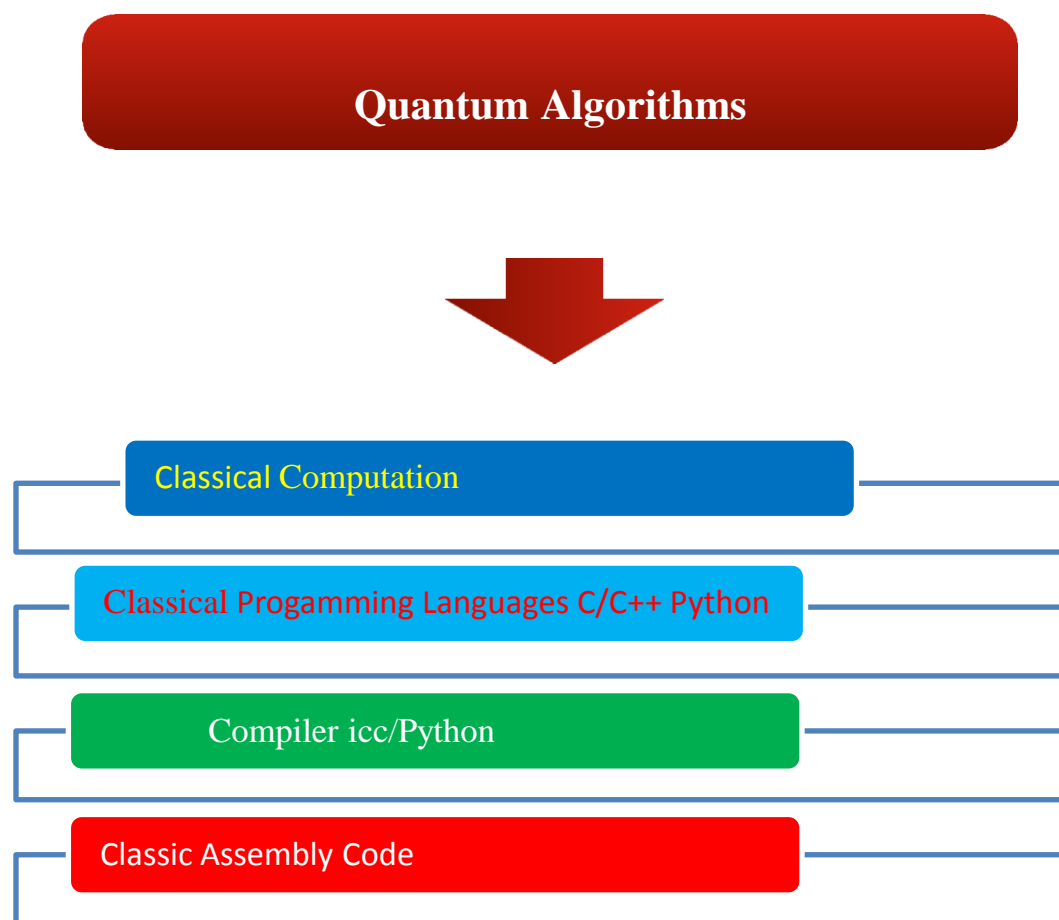 Quantum Algorithms
Classical Computation
Classical Progamming Languages C/C++ Python
Compiler icc/Python
Classic Assembly Code